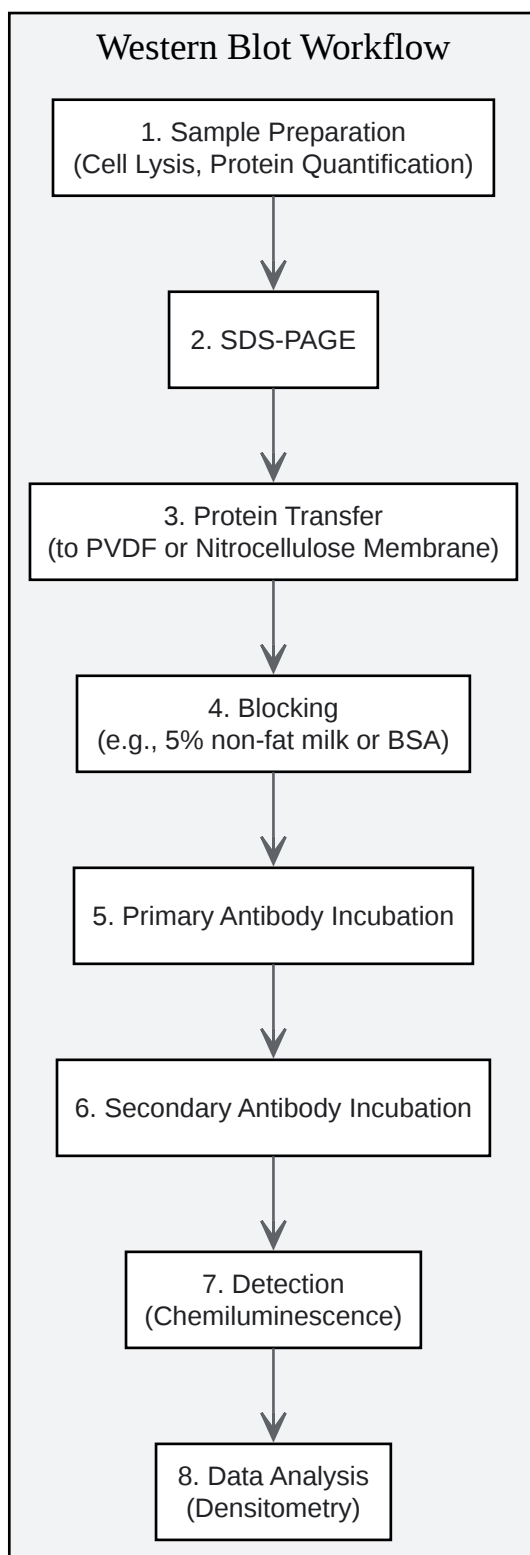 Western Blot Workflow
1. Sample Preparation
(Cell Lysis, Protein Quantification)
2. SDS-PAGE
3. Protein Transfer
(to PVDF or Nitrocellulose Membrane)
4. Blocking
(e.g., 5% non-fat milk or BSA)
5. Primary Antibody Incubation
6. Secondary Antibody Incubation
7. Detection
(Chemiluminescence)
8. Data Analysis
(Densitometry)